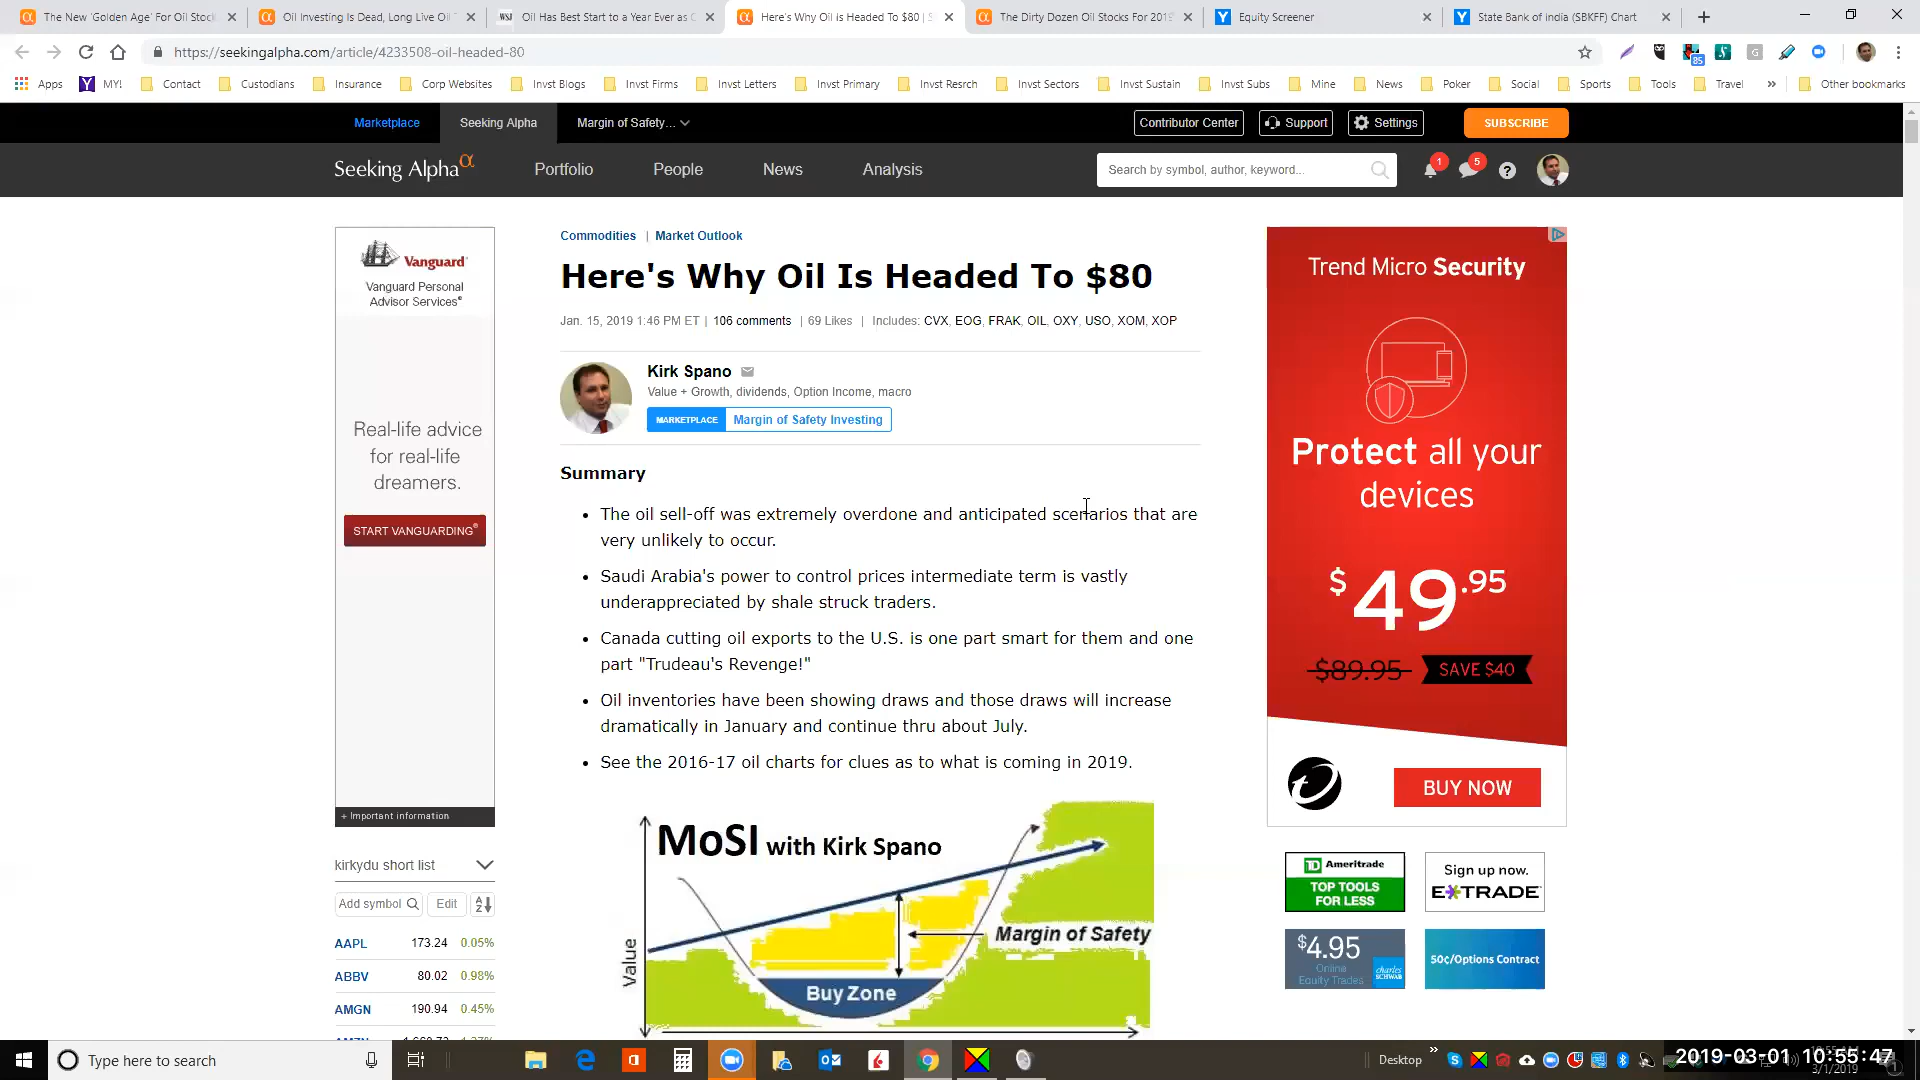 The New 'Golden Age' For Oil Stock
Oil Investing Is Dead, Long Live Oil
WSJ
Oil Has Best Start to a Year Ever as
Here's Why Oil is Headed To $80 | S
The Dirty Dozen Oil Stocks For 2019
Equity Screener
State Bank of india (SBKFF) Chart
https://seekingalpha.com/article/4233508-oil-headed-80
85
Apps
MY!
Contact
Custodians
Insurance
Corp Websites
Invst Blogs
Invst Firms
Invst Letters
Invst Primary
Invst Resrch
Invst Sectors
Invst Sustain
Invst Subs
Mine
News
Poker
Social
Sports
Tools
Travel
»
Other bookmarks
Marketplace
Seeking Alpha
Margin of Safety...
Contributor Center
Support
Settings
SUBSCRIBE
Seeking Alpha α
Portfolio
People
News
Analysis
Search by symbol, author, keyword...
1
5
?
Vanguard
Vanguard Personal
Advisor Services®
Real-life advice
for real-life
dreamers.
START VANGUARDING®
+ Important information
kirkydu short list
Add symbol
Edit
AAPL 173.24 0.05%
ABBV 80.02 0.98%
AMGN 190.94 0.45%
Commodities | Market Outlook
Here's Why Oil Is Headed To $80
Jan. 15, 2019 1:46 PM ET | 106 comments | 69 Likes | Includes: CVX, EOG, FRAK, OIL, OXY, USO, XOM, XOP
Kirk Spano
Value + Growth, dividends, Option Income, macro
MARKETPLACE Margin of Safety Investing
Summary
• The oil sell-off was extremely overdone and anticipated scenarios that are
very unlikely to occur.
• Saudi Arabia's power to control prices intermediate term is vastly
underappreciated by shale struck traders.
• Canada cutting oil exports to the U.S. is one part smart for them and one
part "Trudeau's Revenge!"
• Oil inventories have been showing draws and those draws will increase
dramatically in January and continue thru about July.
• See the 2016-17 oil charts for clues as to what is coming in 2019.
MoSI with Kirk Spano
Value
Margin of Safety
Buy Zone
Trend Micro Security
Protect all your
devices
$49.95
$89.95 SAVE $40
BUY NOW
TD Ameritrade
TOP TOOLS
FOR LESS
Sign up now.
E*TRADE
$4.95
Online
Equity Trades
charles
SCHWAB
50¢/Options Contract
Type here to search
Desktop
»
2019-03-01 10:55:47
3/1/2019